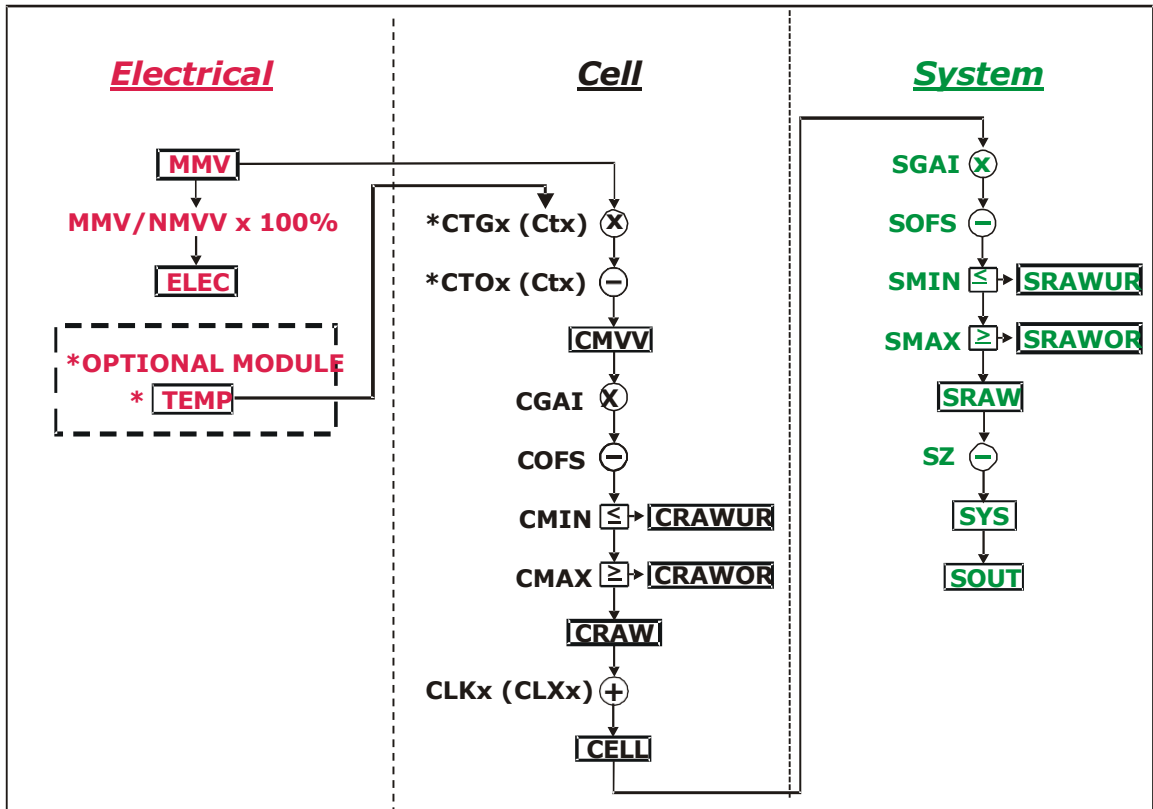 Electrical
MMV
MMV/NMVV x 100%
ELEC
*OPTIONAL MODULE
* TEMP
Cell
*CTGx (Ctx) x
*CTOx (Ctx) −
CMVV
CGAI x
COFS −
CMIN ≤ CRAWUR
CMAX ≥ CRAWOR
CRAW
CLKx (CLXx) +
CELL
System
SGAI x
SOFS −
SMIN ≤ SRAWUR
SMAX ≥ SRAWOR
SRAW
SZ −
SYS
SOUT